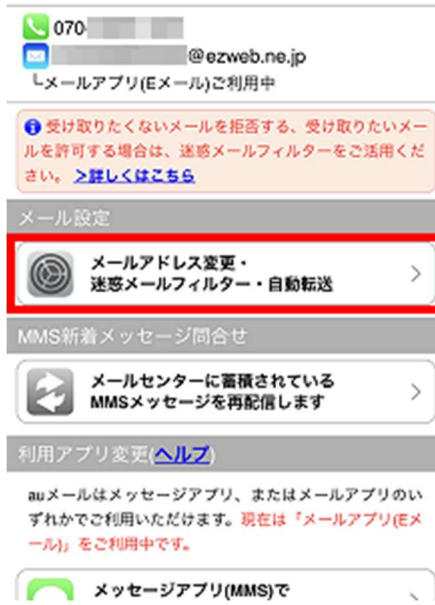 070-
@ezweb.ne.jp
└メールアプリ(Eメール)ご利用中
受け取りたくないメールを拒否する、受け取りたいメー
ルを許可する場合は、迷惑メールフィルターをご活用くだ
さい。 >詳しくはこちら
メール設定
メールアドレス変更・
迷惑メールフィルター・自動転送
MMS新着メッセージ問合せ
メールセンターに蓄積されている
MMSメッセージを再配信します
利用アプリ変更(ヘルプ)
auメールはメッセージアプリ、またはメールアプリのい
ずれかでご利用いただけます。現在は「メールアプリ(Eメ
ール)」をご利用中です。
メッセージアプリ(MMS)で